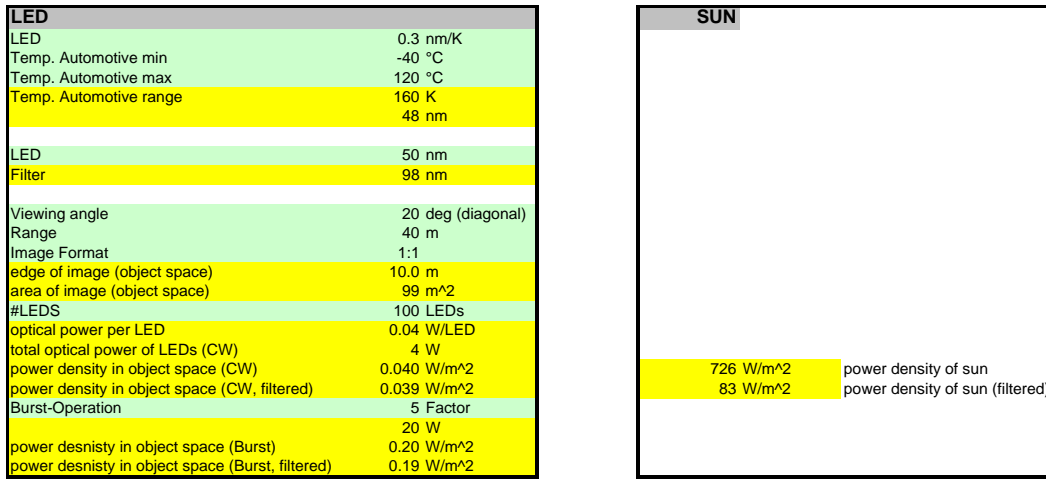 LED SUN
LED 0.3 nm/K
Temp. Automotive min -40 °C
Temp. Automotive max 120 °C
Temp. Automotive range 160 K
48 nm
LED 50 nm
Filter 98 nm
Viewing angle 20 deg (diagonal)
Range 40 m
Image Format 1:1
edge of image (object space) 10.0 m
area of image (object space) 99 m^2
#LEDS 100 LEDs
optical power per LED 0.04 W/LED
total optical power of LEDs (CW) 4 W
power density in object space (CW) 0.040 W/m^2 726 W/m^2 power density of sun
power density in object space (CW, filtered) 0.039 W/m^2 83 W/m^2 power density of sun (filtered)
Burst-Operation 5 Factor
20 W
power desnisty in object space (Burst) 0.20 W/m^2
power desnisty in object space (Burst, filtered) 0.19 W/m^2